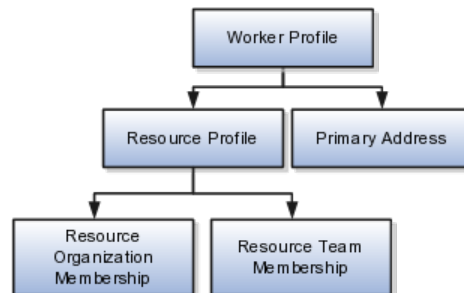 Worker Profile
Resource Profile
Primary Address
Resource
Organization
Membership
Resource Team
Membership